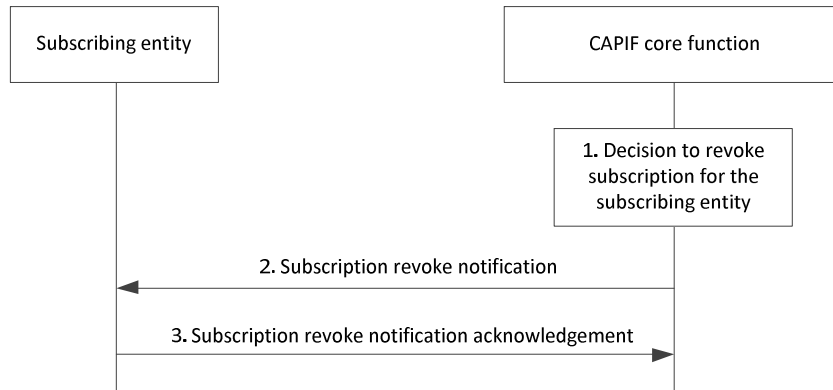 Subscribing entity
CAPIF core function
1. Decision to revoke
subscription for the
subscribing entity
2. Subscription revoke notification
3. Subscription revoke notification acknowledgement